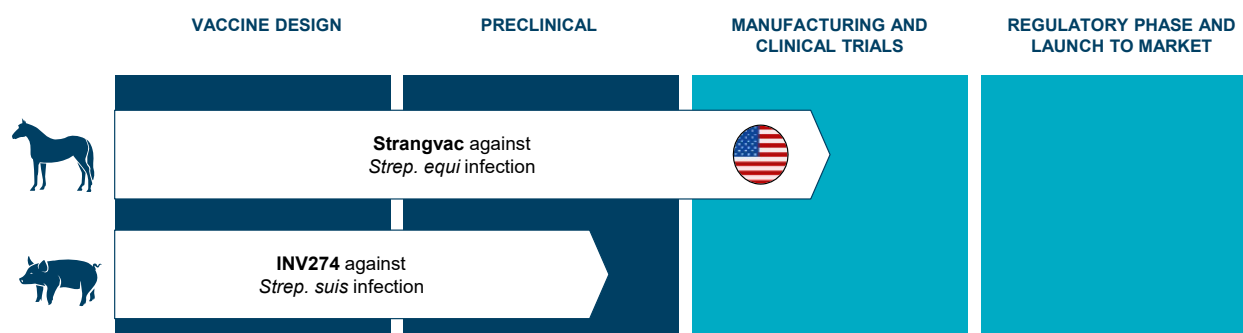 VACCINE DESIGN
PRECLINICAL
MANUFACTURING AND
CLINICAL TRIALS
REGULATORY PHASE AND
LAUNCH TO MARKET
Strangvac against
Strep. equi infection
INV274 against
Strep. suis infection